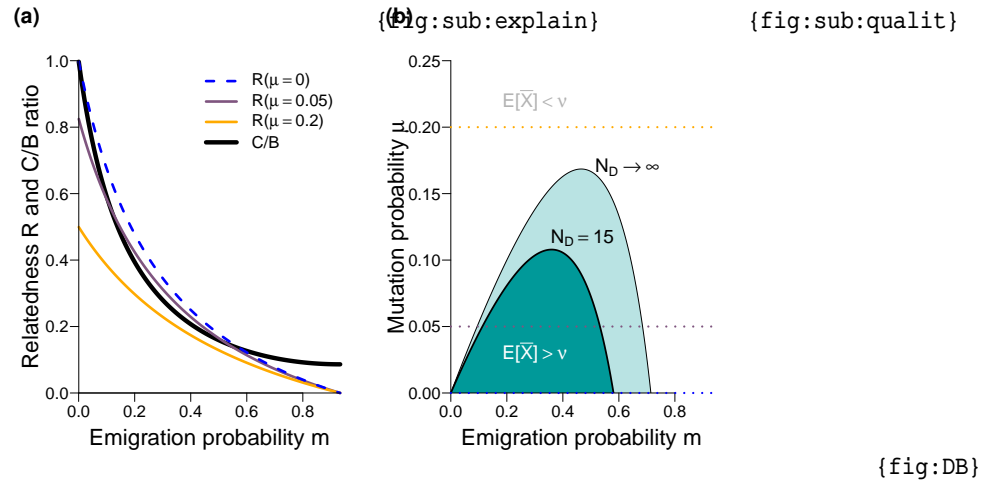 (a)
(b)
{fig:sub:explain}
{fig:sub:qualit}
Relatedness R and C/B ratio
1.0
0.8
0.6
0.4
0.2
0.0
R(μ = 0)
R(μ = 0.05)
R(μ = 0.2)
C/B
0.0 0.2 0.4 0.6 0.8
Emigration probability m
Mutation probability μ
0.25
0.20
0.15
0.10
0.05
0.00
E[X̅] < ν
N_D → ∞
N_D = 15
E[X̅] > ν
0.0 0.2 0.4 0.6 0.8
Emigration probability m
{fig:DB}